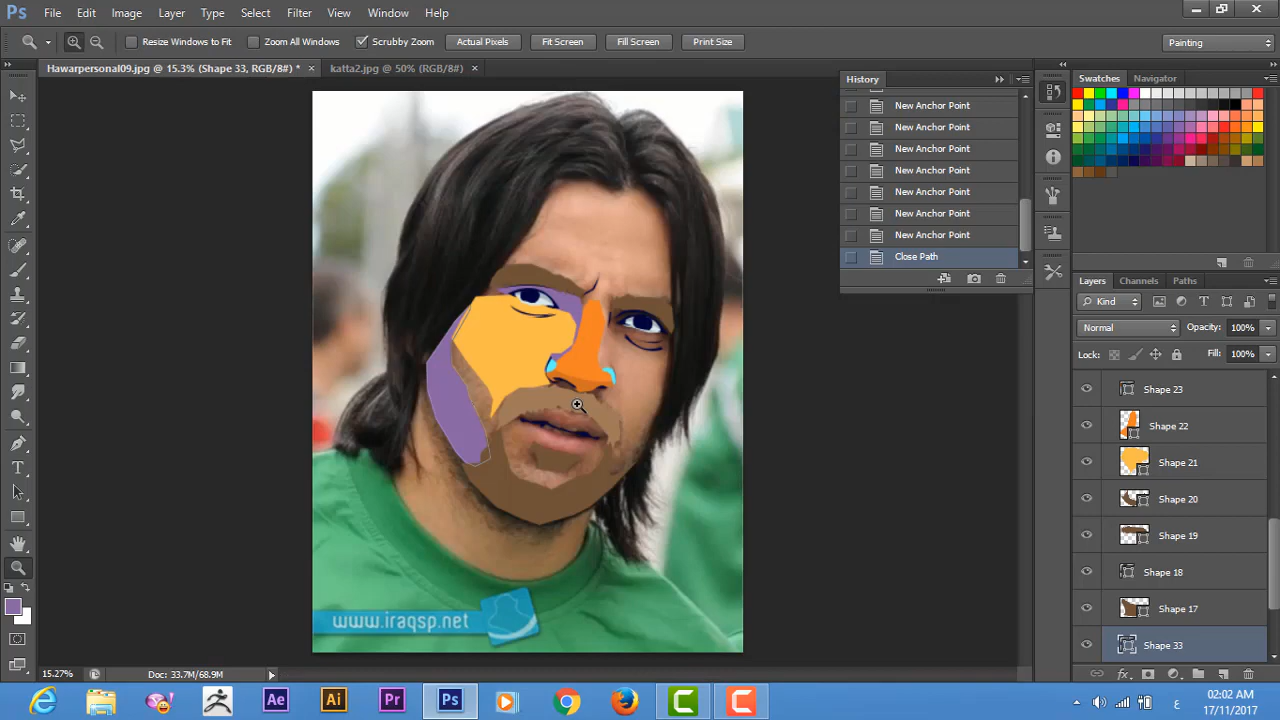 Ps File Edit Image Layer Type Select Filter View Window Help
Resize Windows to Fit Zoom All Windows Scrubby Zoom Actual Pixels Fit Screen Fill Screen Print Size Painting
Hawarpersonal09.jpg @ 15.3% (Shape 33, RGB/8#) * × katta2.jpg @ 50% (RGB/8#) ×
History
New Anchor Point
New Anchor Point
New Anchor Point
New Anchor Point
New Anchor Point
New Anchor Point
New Anchor Point
Close Path
Swatches Navigator
Layers Channels Paths
Kind
Normal Opacity: 100%
Lock: Fill: 100%
Shape 23
Shape 22
Shape 21
Shape 20
Shape 19
Shape 18
Shape 17
Shape 33
www.iraqsp.net
15.27% Doc: 33.7M/68.9M
Ae Ai Pr Ps
ع
02:02 AM
17/11/2017